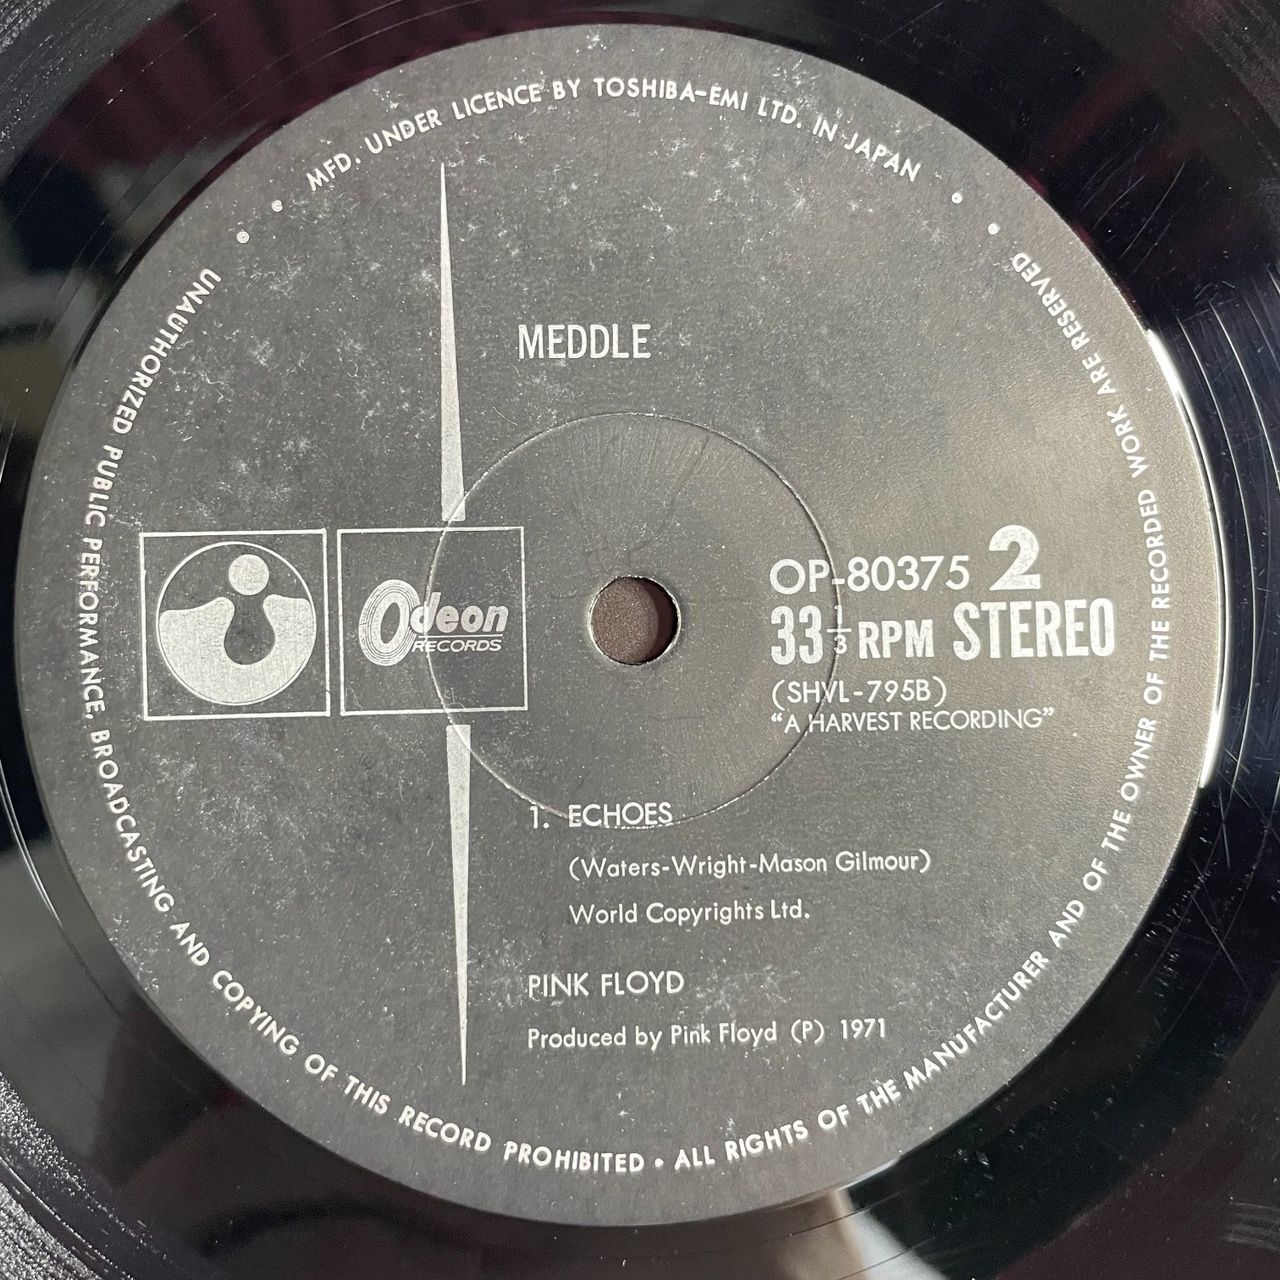 MFD. UNDER LICENCE BY TOSHIBA-EMI LTD. IN JAPAN
MEDDLE
Odeon
RECORDS
OP-80375 2
33 1/3 RPM STEREO
(SHVL-795B)
“A HARVEST RECORDING”
1. ECHOES
(Waters-Wright-Mason Gilmour)
World Copyrights Ltd.
PINK FLOYD
Produced by Pink Floyd (P) 1971
UNAUTHORIZED PUBLIC PERFORMANCE, BROADCASTING AND COPYING OF THIS RECORD PROHIBITED • ALL RIGHTS OF THE MANUFACTURER AND OF THE OWNER OF THE RECORDED WORK ARE RESERVED